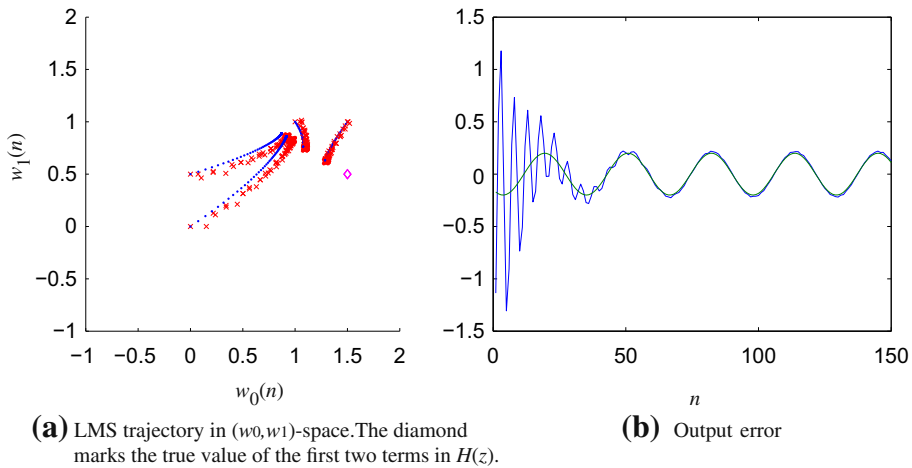 2
1.5
1
0.5
0
−0.5
−1
w1(n)
−1 −0.5 0 0.5 1 1.5 2
w0(n)
1.5
1
0.5
0
−0.5
−1
−1.5
0 50 100 150
n
(a) LMS trajectory in (w0,w1)-space.The diamond
marks the true value of the first two terms in H(z).
(b) Output error